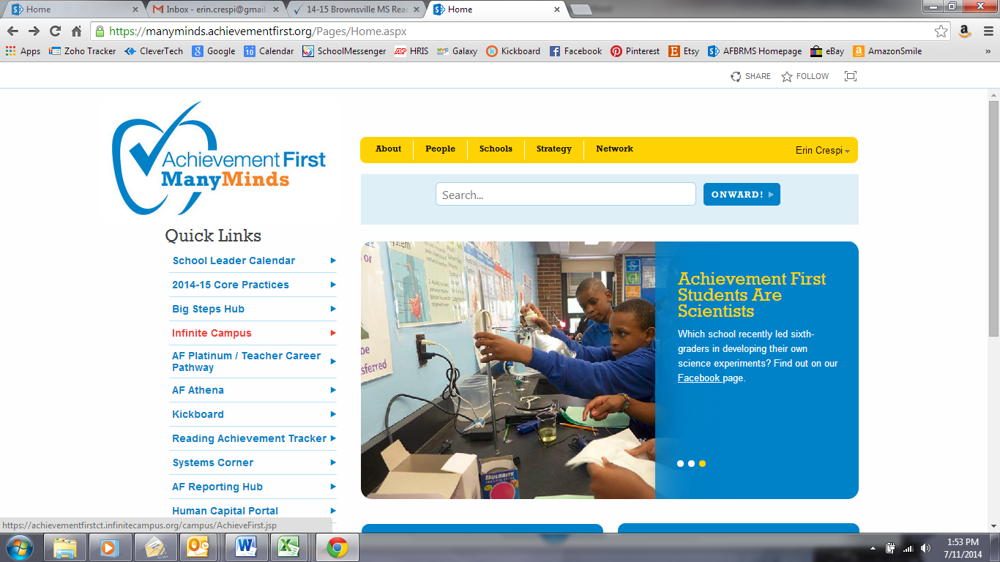 Home
Inbox - erin.crespi@gmail.
14-15 Brownsville MS Rea
Home
https://manyminds.achievementfirst.org/Pages/Home.aspx
Apps Zoho Tracker CleverTech Google Calendar SchoolMessenger HRIS Galaxy Kickboard Facebook Pinterest Etsy AFBRMS Homepage eBay AmazonSmile »
SHARE FOLLOW
AchievementFirst
ManyMinds
About People Schools Strategy Network Erin Crespi
Search...
ONWARD!
Quick Links
School Leader Calendar
2014-15 Core Practices
Big Steps Hub
Infinite Campus
AF Platinum / Teacher Career
Pathway
AF Athena
Kickboard
Reading Achievement Tracker
Systems Corner
AF Reporting Hub
Human Capital Portal
Achievement First
Students Are
Scientists
Which school recently led sixth-
graders in developing their own
science experiments? Find out on our
Facebook page.
BULBRITE
https://achievementfirstct.infinitecampus.org/campus/AchieveFirst.jsp
1:53 PM
7/11/2014